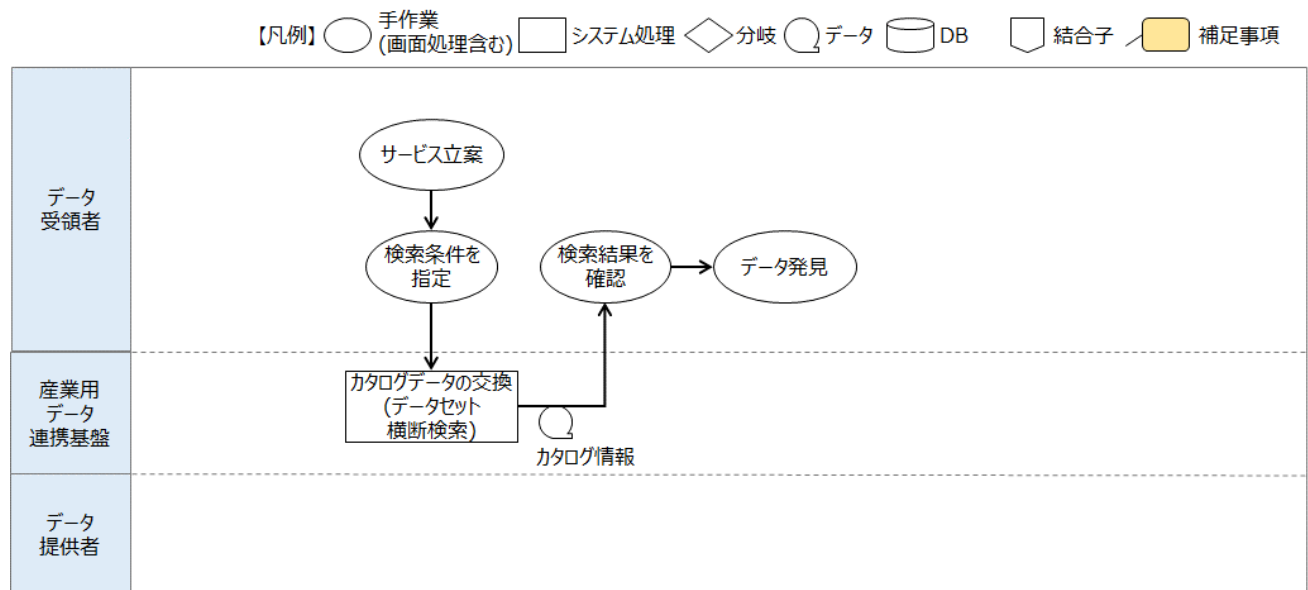 【凡例】
手作業
(画面処理含む)
システム処理
分岐
データ
DB
結合子
補足事項
データ
受領者
サービス立案
検索条件を
指定
検索結果を
確認
データ発見
産業用
データ
連携基盤
カタログデータの交換
(データセット
横断検索)
カタログ情報
データ
提供者